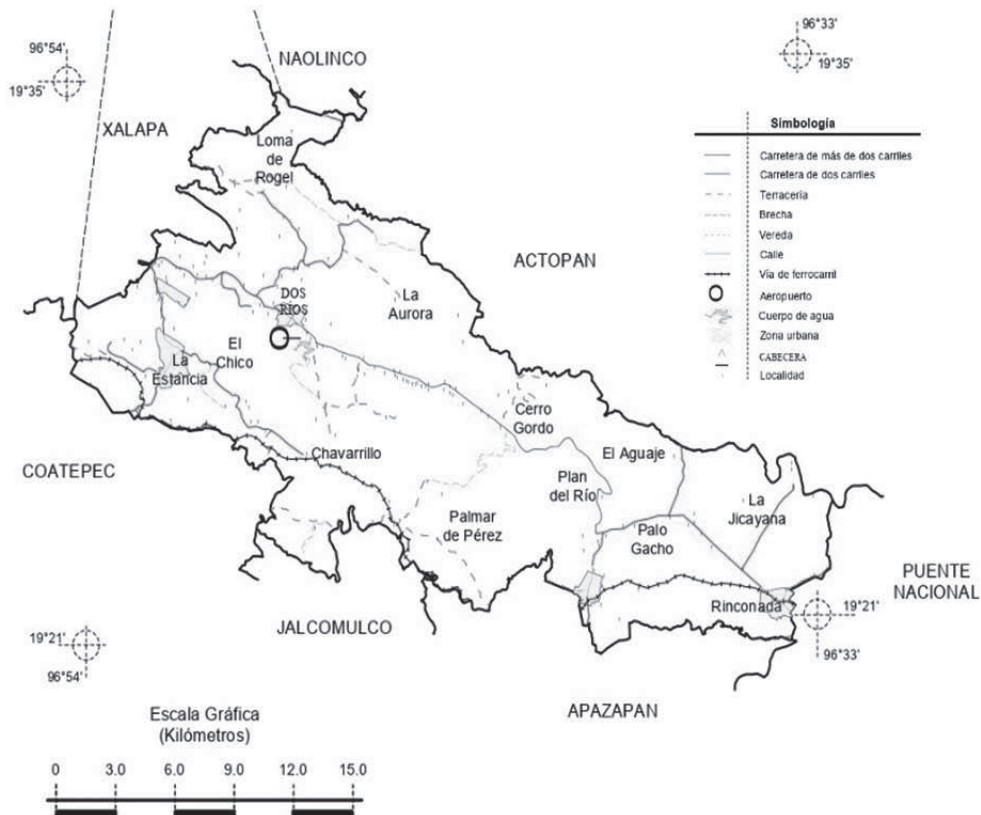 96°54'
19°35'
NAOLINCO
96°33'
19°35'
XALAPA
Simbología
Carretera de más de dos carriles
Carretera de dos carriles
Terracería
Brecha
Vereda
Calle
Vía de ferrocarril
Aeropuerto
Cuerpo de agua
Zona urbana
CABECERA
Localidad
Loma
de
Rogel
ACTOPAN
DOS
RIOS
La
Aurora
El
Chico
La
Estancia
Cerro
Gordo
COATEPEC
Chavarrillo
El Aguaje
Plan
del Río
La
Jicayana
Palmar
de Pérez
Palo
Gacho
PUENTE
NACIONAL
Rinconada
19°21'
96°33'
JALCOMULCO
19°21'
96°54'
APAZAPAN
Escala Gráfica
(Kilómetros)
0 3.0 6.0 9.0 12.0 15.0